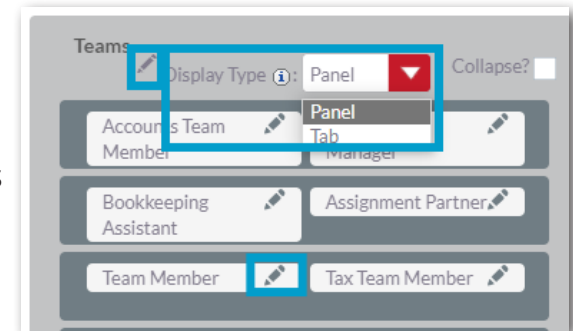 Teams
Display Type i: Panel
Collapse?
Panel
Tab
Accounts Team
Member
Manager
Bookkeeping
Assistant
Assignment Partner
Team Member
Tax Team Member